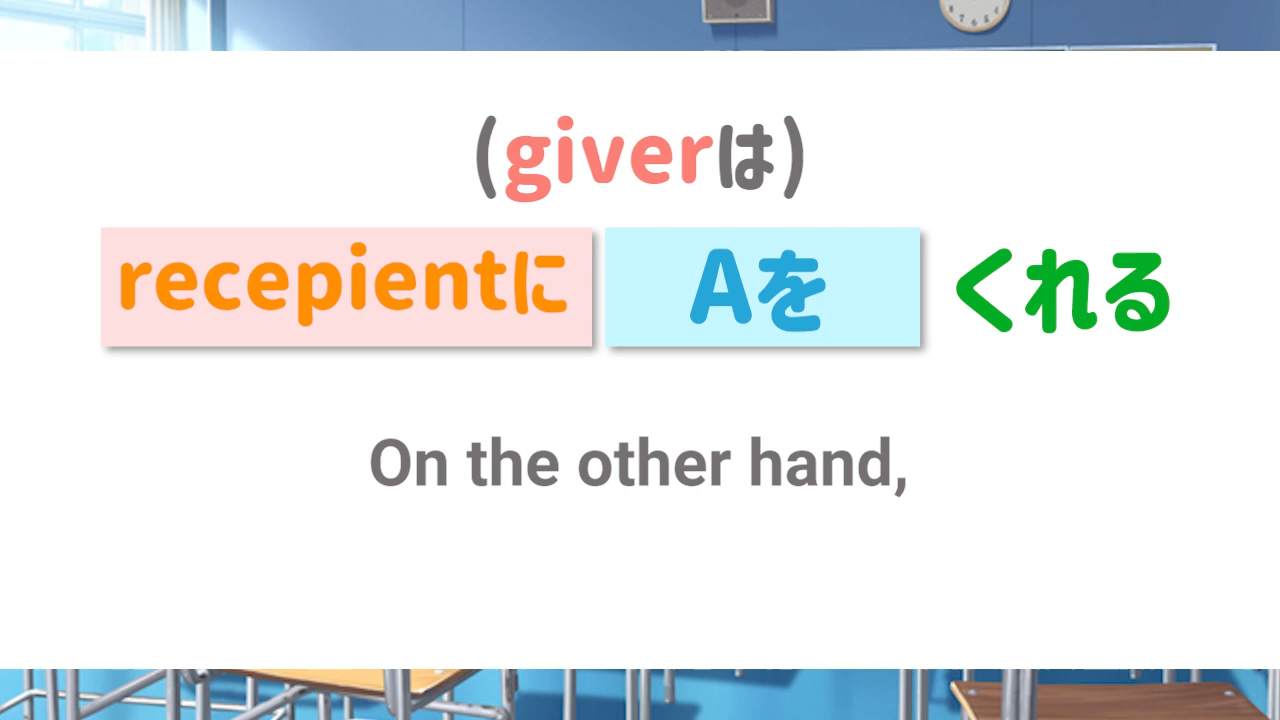 (giverは)
recepientに Aを くれる
On the other hand,